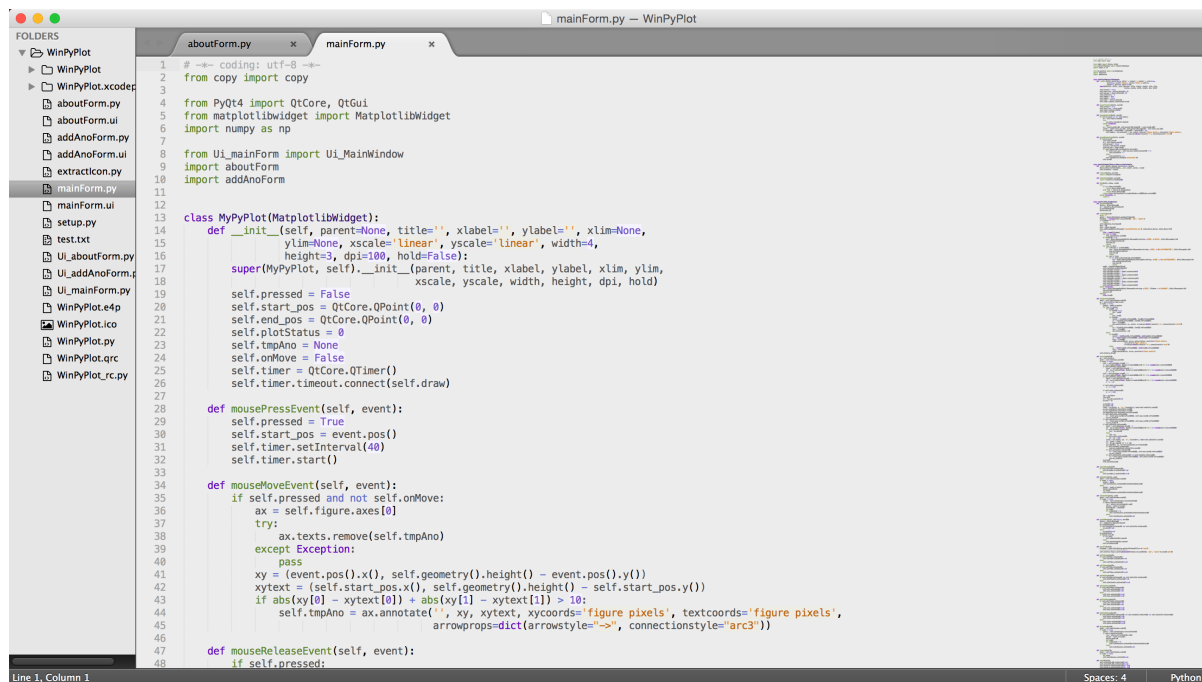 mainForm.py — WinPyPlot
FOLDERS
WinPyPlot
WinPyPlot
WinPyPlot.xcodep
aboutForm.py
aboutForm.ui
addAnoForm.py
addAnoForm.ui
extractIcon.py
mainForm.py
mainForm.ui
setup.py
test.txt
Ui_aboutForm.py
Ui_addAnoForm.p
Ui_mainForm.py
WinPyPlot.e4p
WinPyPlot.ico
WinPyPlot.py
WinPyPlot.qrc
WinPyPlot_rc.py
aboutForm.py ×
mainForm.py ×
1 # -*- coding: utf-8 -*-
2 from copy import copy
3
4 from PyQt4 import QtCore, QtGui
5 from matplotlibwidget import MatplotlibWidget
6 import numpy as np
7
8 from Ui_mainForm import Ui_MainWindow
9 import aboutForm
10 import addAnoForm
11
12
13 class MyPyPlot(MatplotlibWidget):
14     def __init__(self, parent=None, title='', xlabel='', ylabel='', xlim=None,
15                  ylim=None, xscale='linear', yscale='linear', width=4,
16                  height=3, dpi=100, hold=False):
17         super(MyPyPlot, self).__init__(parent, title, xlabel, ylabel, xlim, ylim,
18                                        xscale, yscale, width, height, dpi, hold)
19         self.pressed = False
20         self.start_pos = QtCore.QPoint(0, 0)
21         self.end_pos = QtCore.QPoint(0, 0)
22         self.plotStatus = 0
23         self.tmpAno = None
24         self.onMove = False
25         self.timer = QtCore.QTimer()
26         self.timer.timeout.connect(self.draw)
27
28     def mousePressEvent(self, event):
29         self.pressed = True
30         self.start_pos = event.pos()
31         self.timer.setInterval(40)
32         self.timer.start()
33
34     def mouseMoveEvent(self, event):
35         if self.pressed and not self.onMove:
36             ax = self.figure.axes[0]
37             try:
38                 ax.texts.remove(self.tmpAno)
39             except Exception:
40                 pass
41             xy = (event.pos().x(), self.geometry().height() - event.pos().y())
42             xytext = (self.start_pos.x(), self.geometry().height() - self.start_pos.y())
43             if abs(xy[0] - xytext[0]) + abs(xy[1] - xytext[1]) > 10:
44                 self.tmpAno = ax.annotate('', xy, xytext, xycoords='figure pixels', textcoords='figure pixels',
45                                           arrowprops=dict(arrowstyle="->", connectionstyle="arc3"))
46
47     def mouseReleaseEvent(self, event):
48         if self.pressed:
Line 1, Column 1
Spaces: 4
Python